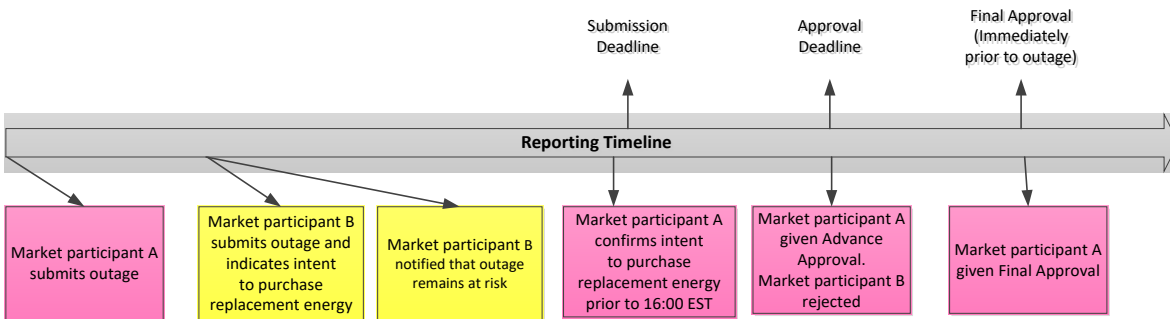 Submission
Deadline
Approval
Deadline
Final Approval
(Immediately
prior to outage)
Reporting Timeline
Market participant A
submits outage
Market participant B
submits outage and
indicates intent
to purchase
replacement energy
Market participant B
notified that outage
remains at risk
Market participant A
confirms intent
to purchase
replacement energy
prior to 16:00 EST
Market participant A
given Advance
Approval.
Market participant B
rejected
Market participant A
given Final Approval